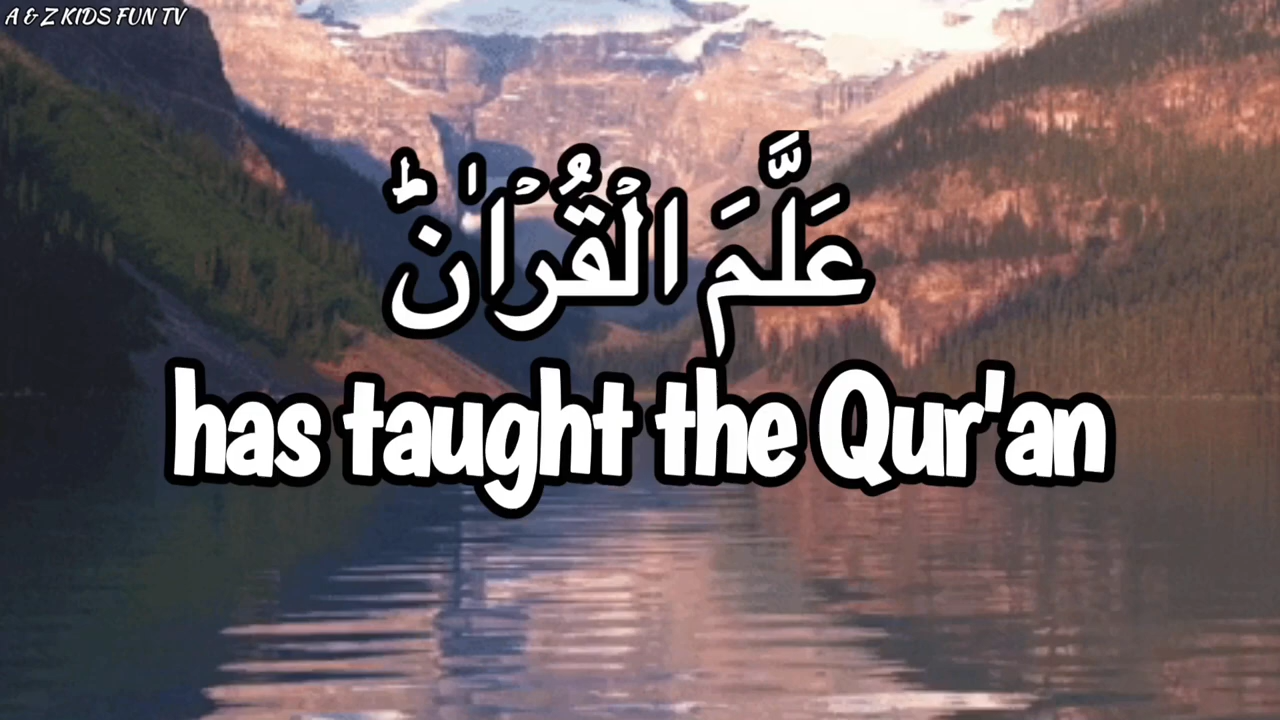 A & Z KIDS FUN TV
عَلَّمَ الۡقُرۡاٰنَؕ
has taught the Qur'an